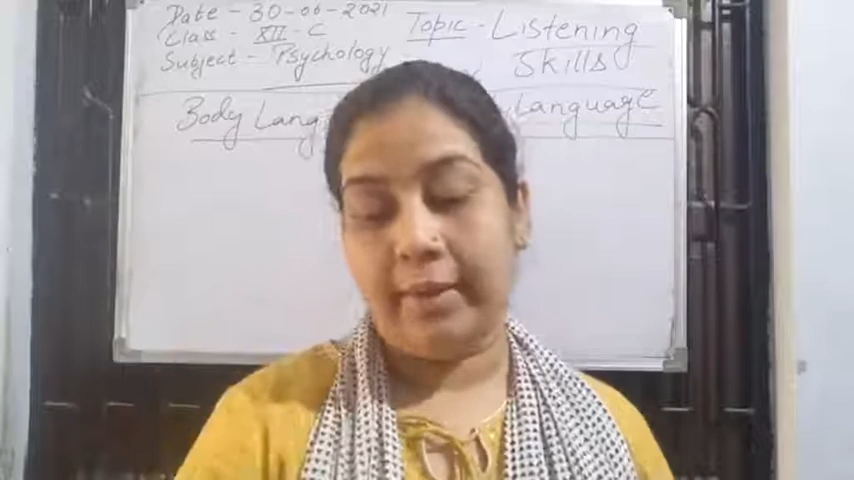 Date - 30-06-2021
Class - XII - C
Subject - Psychology
Topic - Listening
Skills
Body Lang
Language